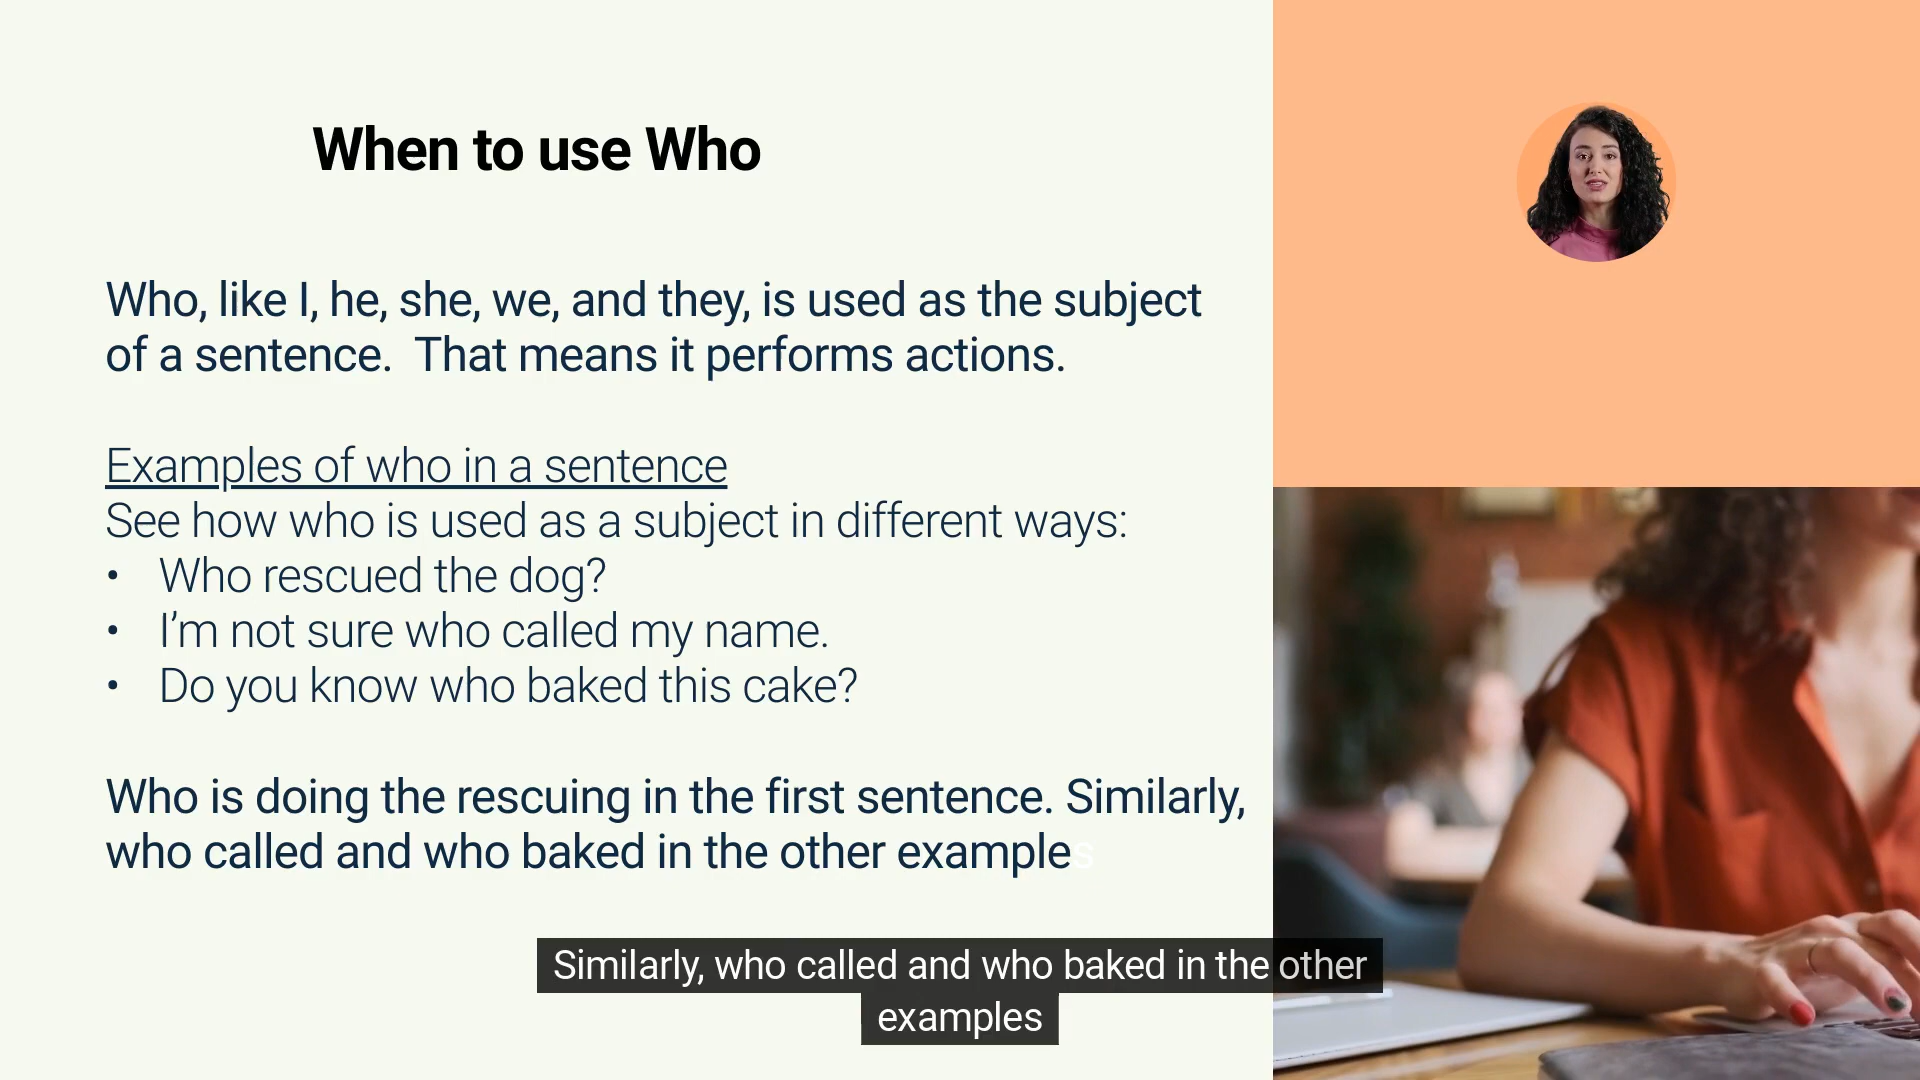 When to use Who
Who, like I, he, she, we, and they, is used as the subject
of a sentence.  That means it performs actions.
Examples of who in a sentence
See how who is used as a subject in different ways:
• Who rescued the dog?
• I’m not sure who called my name.
• Do you know who baked this cake?
Who is doing the rescuing in the first sentence. Similarly,
who called and who baked in the other examples
Similarly, who called and who baked in the other
examples